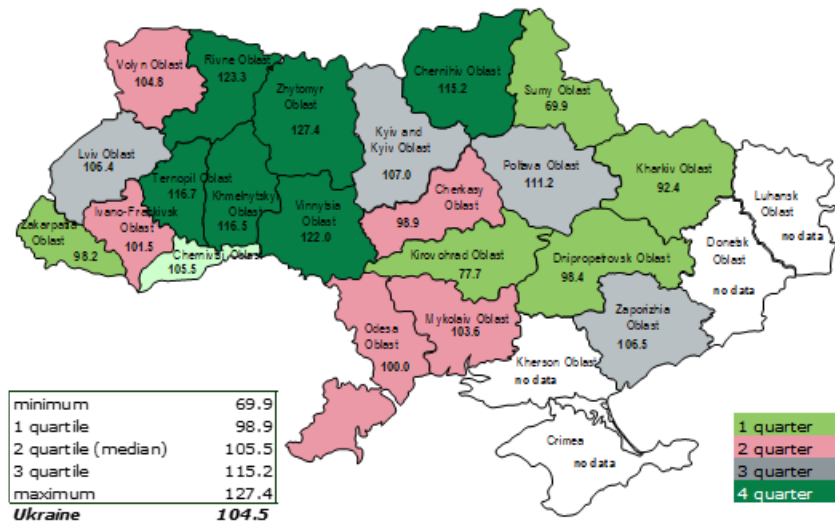 Volyn Oblast
104.8
Rivne Oblast
123.3
Zhytomyr
Oblast
127.4
Chernihiv Oblast
115.2
Sumy Oblast
69.9
Kyiv and
Kyiv Oblast
107.0
Lviv Oblast
106.4
Ternopil Oblast
116.7
Khmelnytskyi
Oblast
116.5
Vinnytsia
Oblast
122.0
Cherkasy
Oblast
98.9
Poltava Oblast
111.2
Kharkiv Oblast
92.4
Luhansk
Oblast
no data
Donetsk
Oblast
no data
Zakarpattia
Oblast
98.2
Ivano-Frankivsk
Oblast
101.5
Chernivtsi Oblast
105.5
Kirovohrad Oblast
77.7
Dnipropetrovsk Oblast
98.4
Zaporizhia
Oblast
106.5
Odesa
Oblast
100.0
Mykolaiv Oblast
103.6
Kherson Oblast
no data
Crimea
no data
minimum 69.9
1 quartile 98.9
2 quartile (median) 105.5
3 quartile 115.2
maximum 127.4
Ukraine 104.5
1 quarter
2 quarter
3 quarter
4 quarter